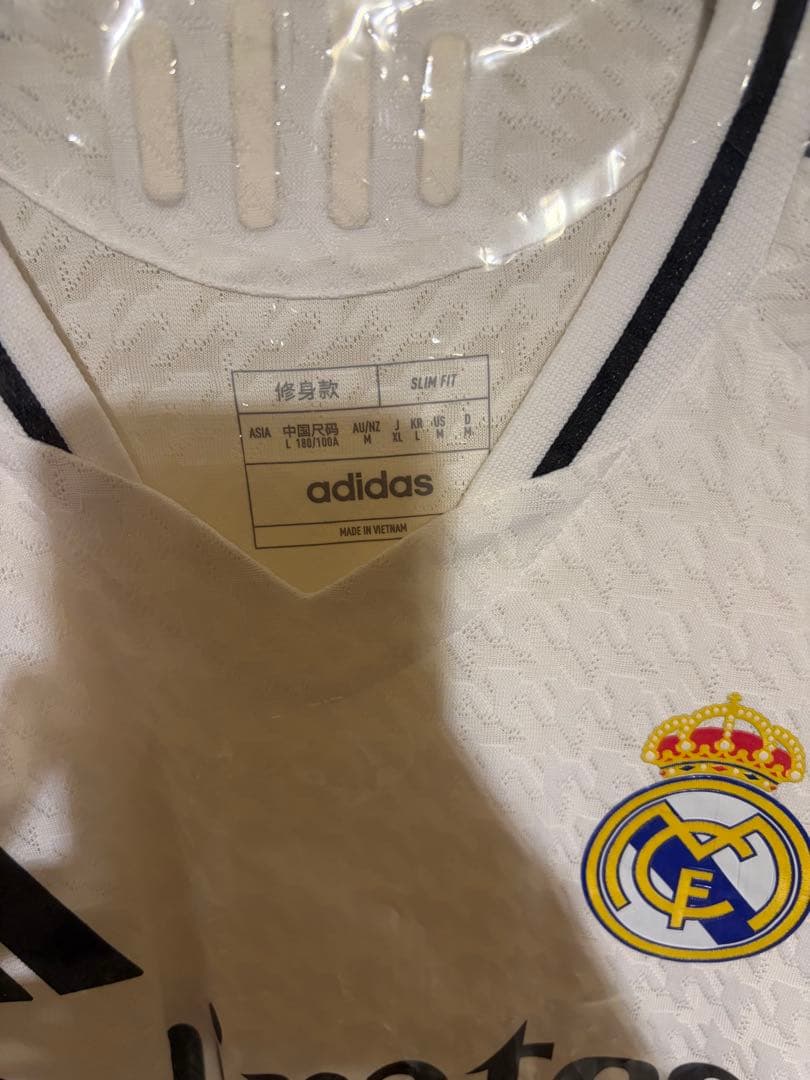 修身款 SLIM FIT
ASIA 中国尺码 AU/NZ J KR US D
L 180/100A M XL L M M
adidas
MADE IN VIETNAM